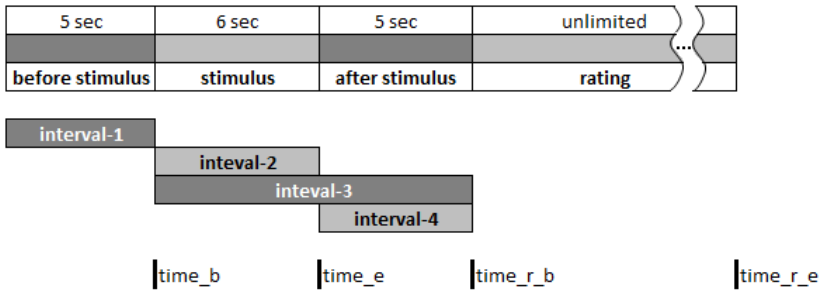 5 sec 6 sec 5 sec unlimited
...
before stimulus stimulus after stimulus rating
interval-1
inteval-2
inteval-3
interval-4
time_b time_e time_r_b time_r_e